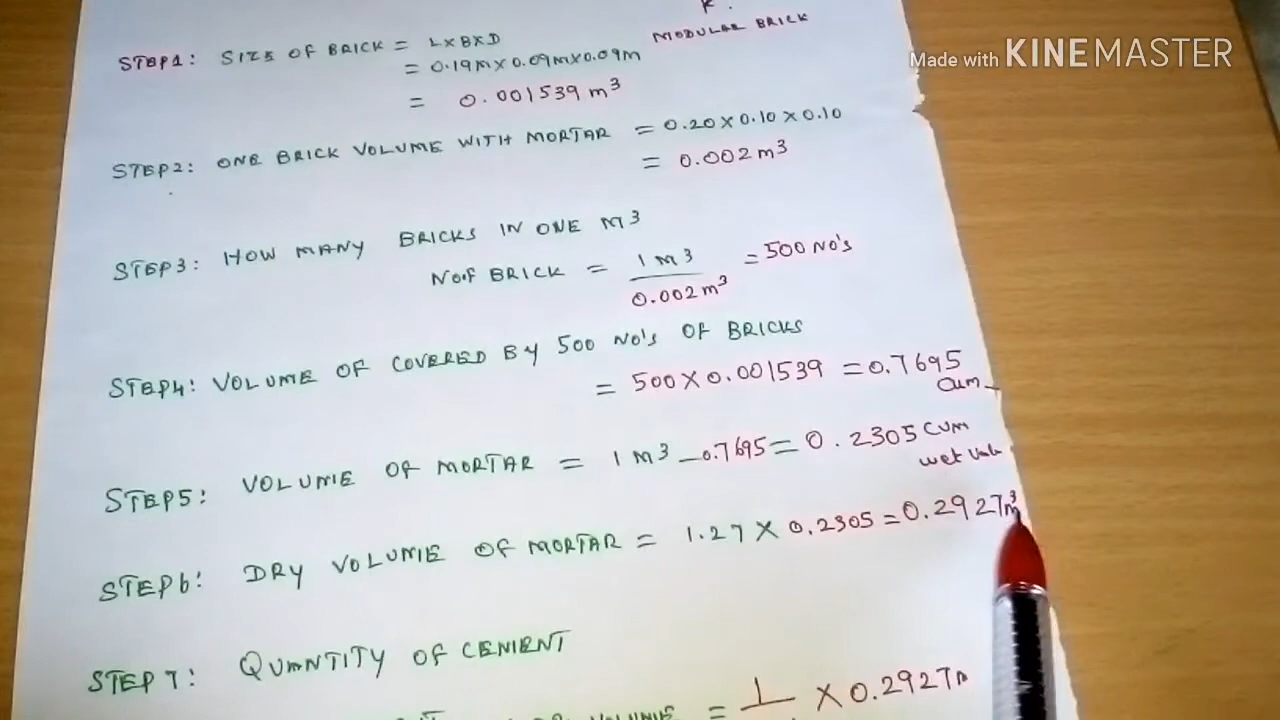 Made with KINEMASTER
MODULAR BRICK
STEP1: SIZE OF BRICK = L×B×D
= 0.19M×0.09M×0.09M
= 0.001539 m³
STEP2: ONE BRICK VOLUME WITH MORTAR = 0.20×0.10×0.10
= 0.002m³
STEP3: HOW MANY BRICKS IN ONE M³
NOOF BRICK = 1M³ / 0.002m³ = 500 NO'S
STEP4: VOLUME OF COVERED BY 500 NO'S OF BRICKS
= 500×0.001539 = 0.7695
Cum
STEP5: VOLUME OF MORTAR = 1M³ - 0.7695 = 0.2305 CUM
wet
STEP6: DRY VOLUME OF MORTAR = 1.27 × 0.2305 = 0.2927m³
STEP7: QUANTITY OF CEMENT
= 1 × 0.2927